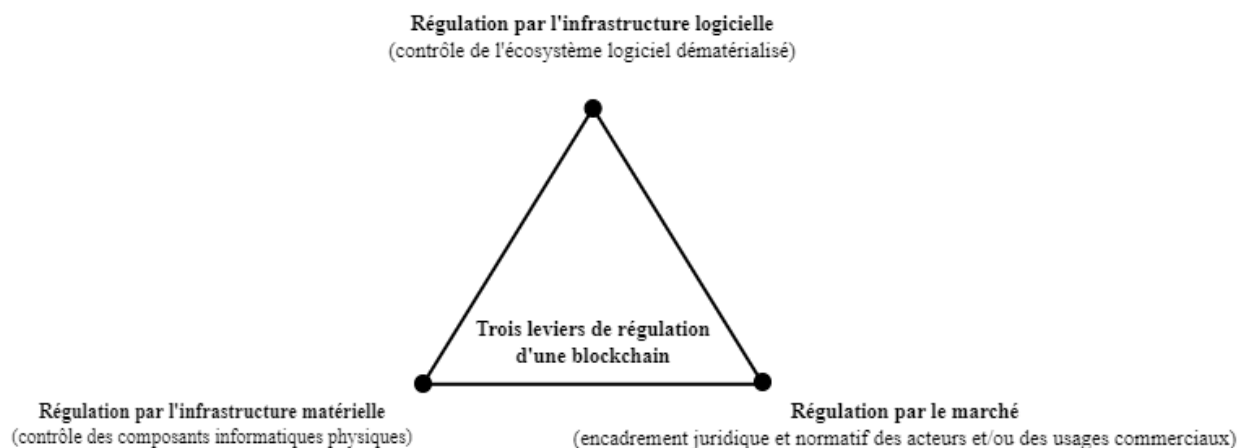 Régulation par l'infrastructure logicielle
(contrôle de l'écosystème logiciel dématérialisé)
Trois leviers de régulation
d'une blockchain
Régulation par l'infrastructure matérielle
(contrôle des composants informatiques physiques)
Régulation par le marché
(encadrement juridique et normatif des acteurs et/ou des usages commerciaux)